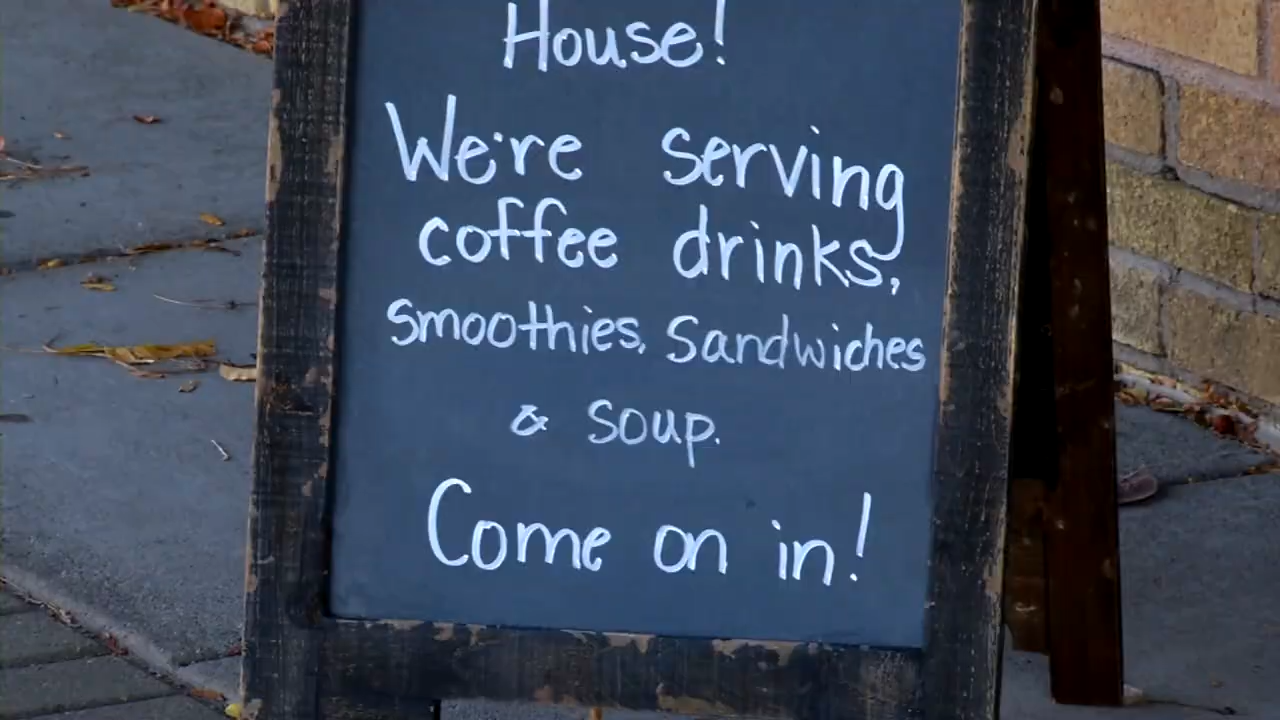 House!
We're serving
coffee drinks,
smoothies, Sandwiches
& soup.
Come on in!